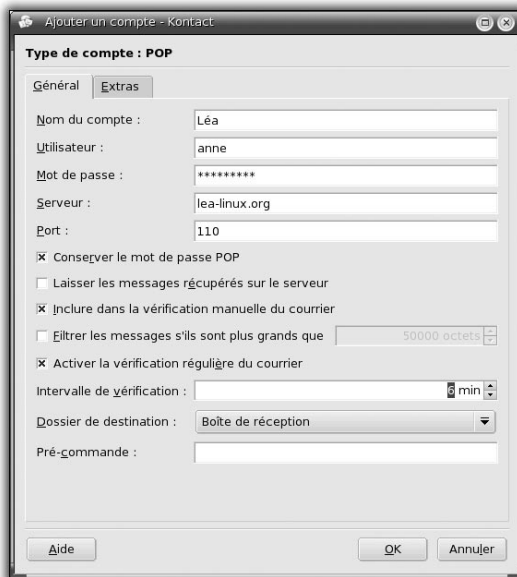 Ajouter un compte - Kontact
Type de compte : POP
Général Extras
Nom du compte : Léa
Utilisateur : anne
Mot de passe : *********
Serveur : lea-linux.org
Port : 110
Conserver le mot de passe POP
Laisser les messages récupérés sur le serveur
Inclure dans la vérification manuelle du courrier
Filtrer les messages s'ils sont plus grands que 50000 octets
Activer la vérification régulière du courrier
Intervalle de vérification : 6 min
Dossier de destination : Boîte de réception
Pré-commande :
Aide OK Annuler